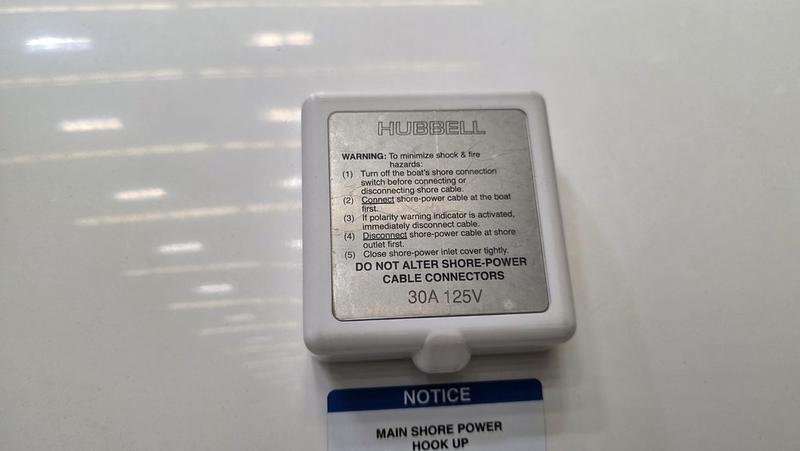 HUBBELL
WARNING: To minimize shock & fire
hazards:
(1) Turn off the boat's shore connection
switch before connecting or
disconnecting shore cable.
(2) Connect shore-power cable at the boat
first.
(3) If polarity warning indicator is activated,
immediately disconnect cable.
(4) Disconnect shore-power cable at shore
outlet first.
(5) Close shore-power inlet cover tightly.
DO NOT ALTER SHORE-POWER
CABLE CONNECTORS
30A 125V
NOTICE
MAIN SHORE POWER
HOOK UP